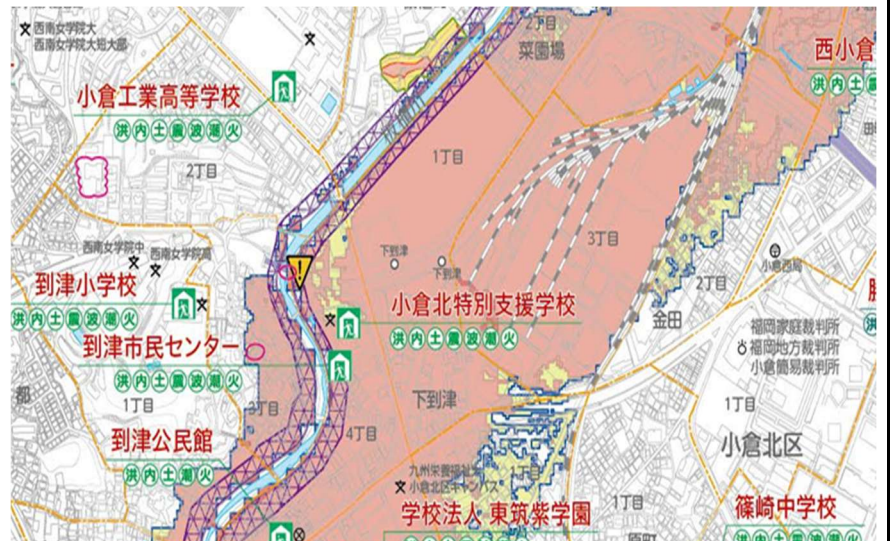 西南女学院大
西南女学院大短大部
2丁目
菜園場
西小倉
洪内土
小倉工業高等学校
洪内土震波潮火
1丁目
2丁目
西南女学院中
西南女学院高
下到津
下到津
3丁目
小倉西局
2丁目
到津小学校
洪内土震波潮火
小倉北特別支援学校
洪内土震波潮火
金田
福岡家庭裁判所
福岡地方裁判所
小倉簡易裁判所
到津市民センター
洪内土震波潮火
都
1丁目
3丁目
下到津
1丁目
4丁目
小倉北区
到津公民館
洪内土潮火
九州栄養福祉大
小倉北区キャンパス
1丁目
学校法人 東筑紫学園
1丁目
篠崎中学校